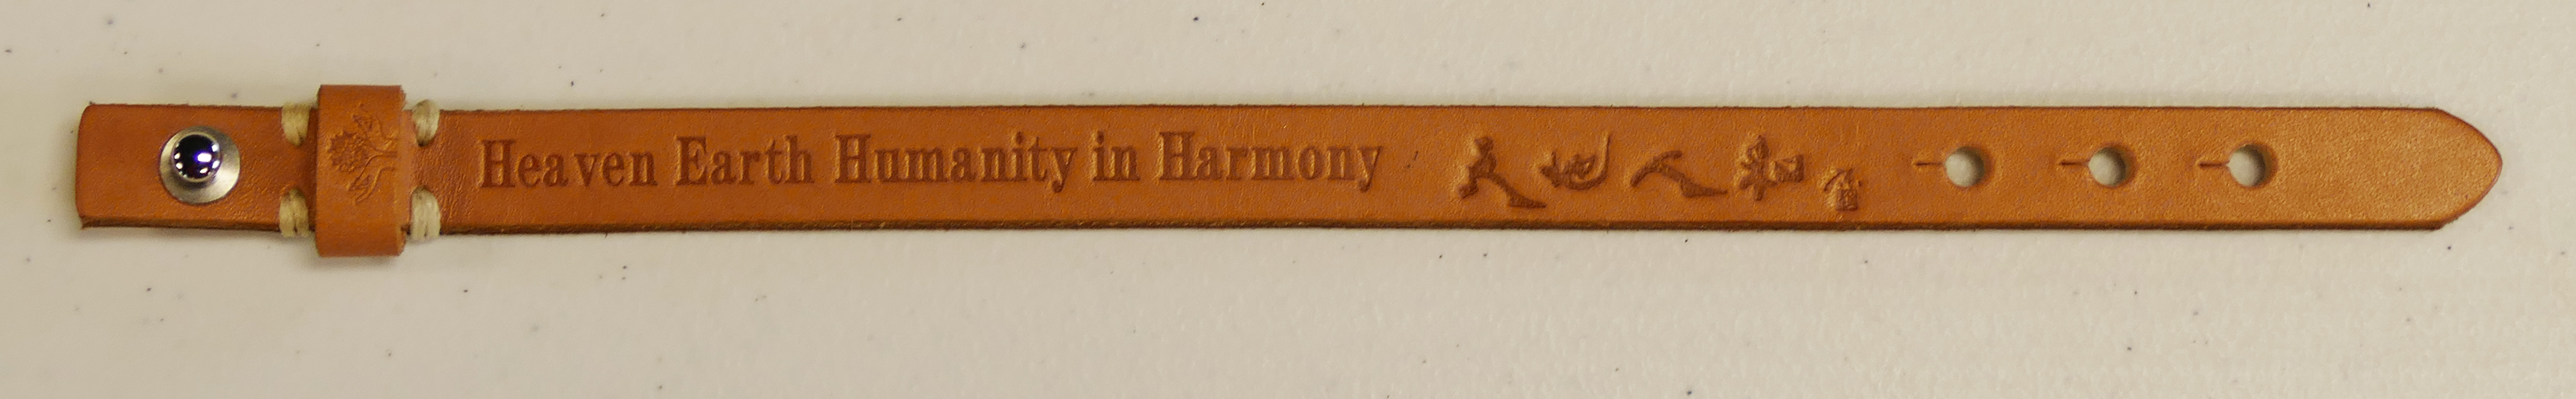 Heaven Earth Humanity in Harmony 天地人和